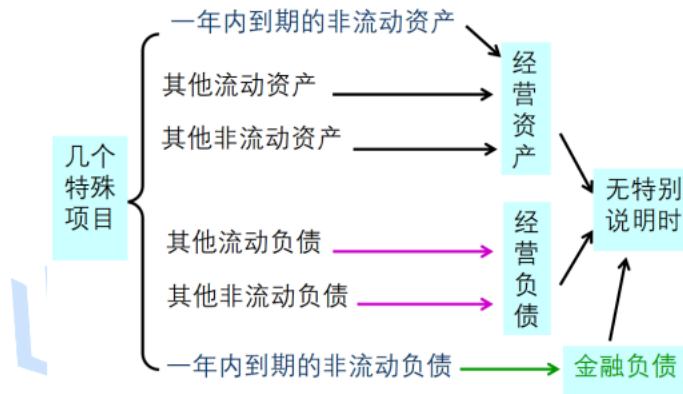 一年内到期的非流动资产
其他流动资产
其他非流动资产
经
营
资
产
几个
特殊
项目
无特别
说明时
其他流动负债
其他非流动负债
经
营
负
债
一年内到期的非流动负债
金融负债